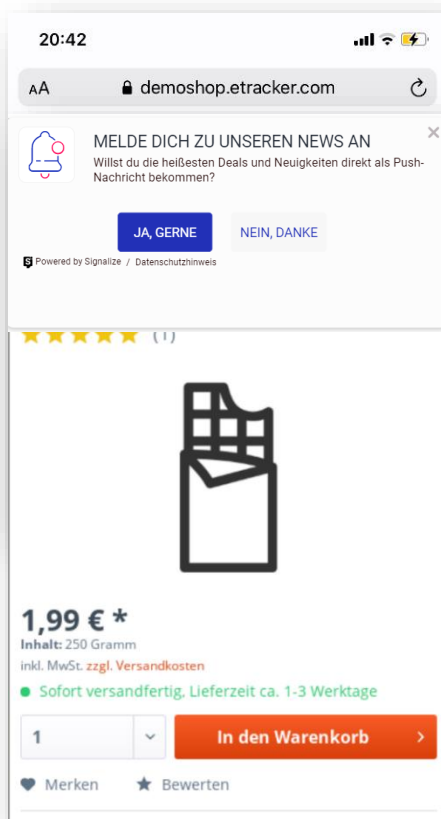 20:42
AA demoshop.etracker.com
MELDE DICH ZU UNSEREN NEWS AN
Willst du die heißesten Deals und Neuigkeiten direkt als Push-
Nachricht bekommen?
JA, GERNE NEIN, DANKE
Powered by Signalize / Datenschutzhinweis
(1)
1,99 € *
Inhalt: 250 Gramm
inkl. MwSt. zzgl. Versandkosten
Sofort versandfertig, Lieferzeit ca. 1-3 Werktage
1 In den Warenkorb
Merken Bewerten